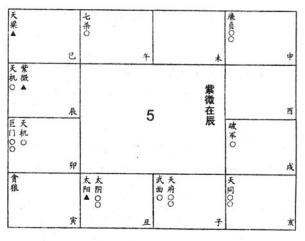 天梁▲
巳
七杀○
午
未
廉貞○○
申
紫微▲
天机○
辰
5
紫微在辰
酉
天机○
巨门○○
卯
破军○
戌
贪狼
寅
太阴○○
太阳▲
丑
天府○○
武曲○○
子
天同○○
亥